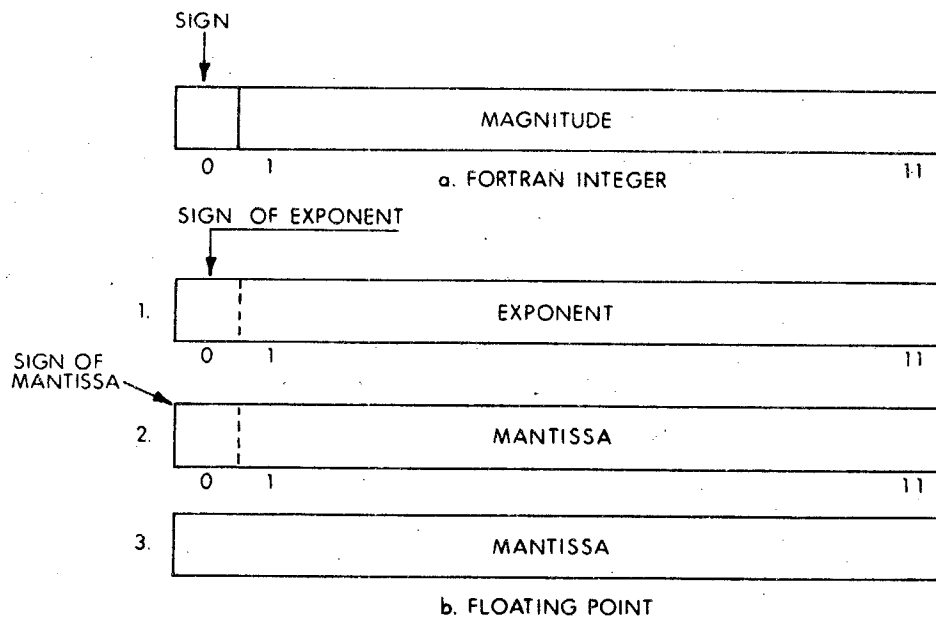 SIGN
MAGNITUDE
0 1 11
a. FORTRAN INTEGER
SIGN OF EXPONENT
1. EXPONENT
0 1 11
SIGN OF
MANTISSA
2. MANTISSA
0 1 11
3. MANTISSA
b. FLOATING POINT